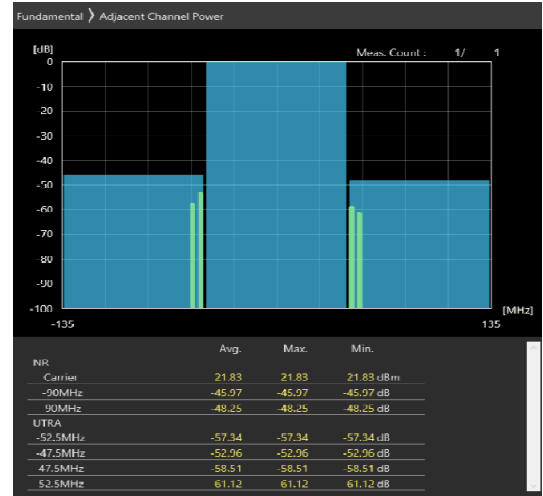 Fundamental ❯ Adjacent Channel Power
[dB]
Meas. Count : 1/ 1
0
-10
-20
-30
-40
-50
-60
-70
-80
-90
-100
[MHz]
-135 135
Avg. Max. Min.
NR
Carrier 21.83 21.83 21.83 dBm
-90MHz -45.97 -45.97 -45.97 dB
90MHz -48.25 -48.25 -48.25 dB
UTRA
-52.5MHz -57.34 -57.34 -57.34 dB
-47.5MHz -52.96 -52.96 -52.96 dB
47.5MHz -58.51 -58.51 -58.51 dB
52.5MHz 61.12 61.12 61.12 dB